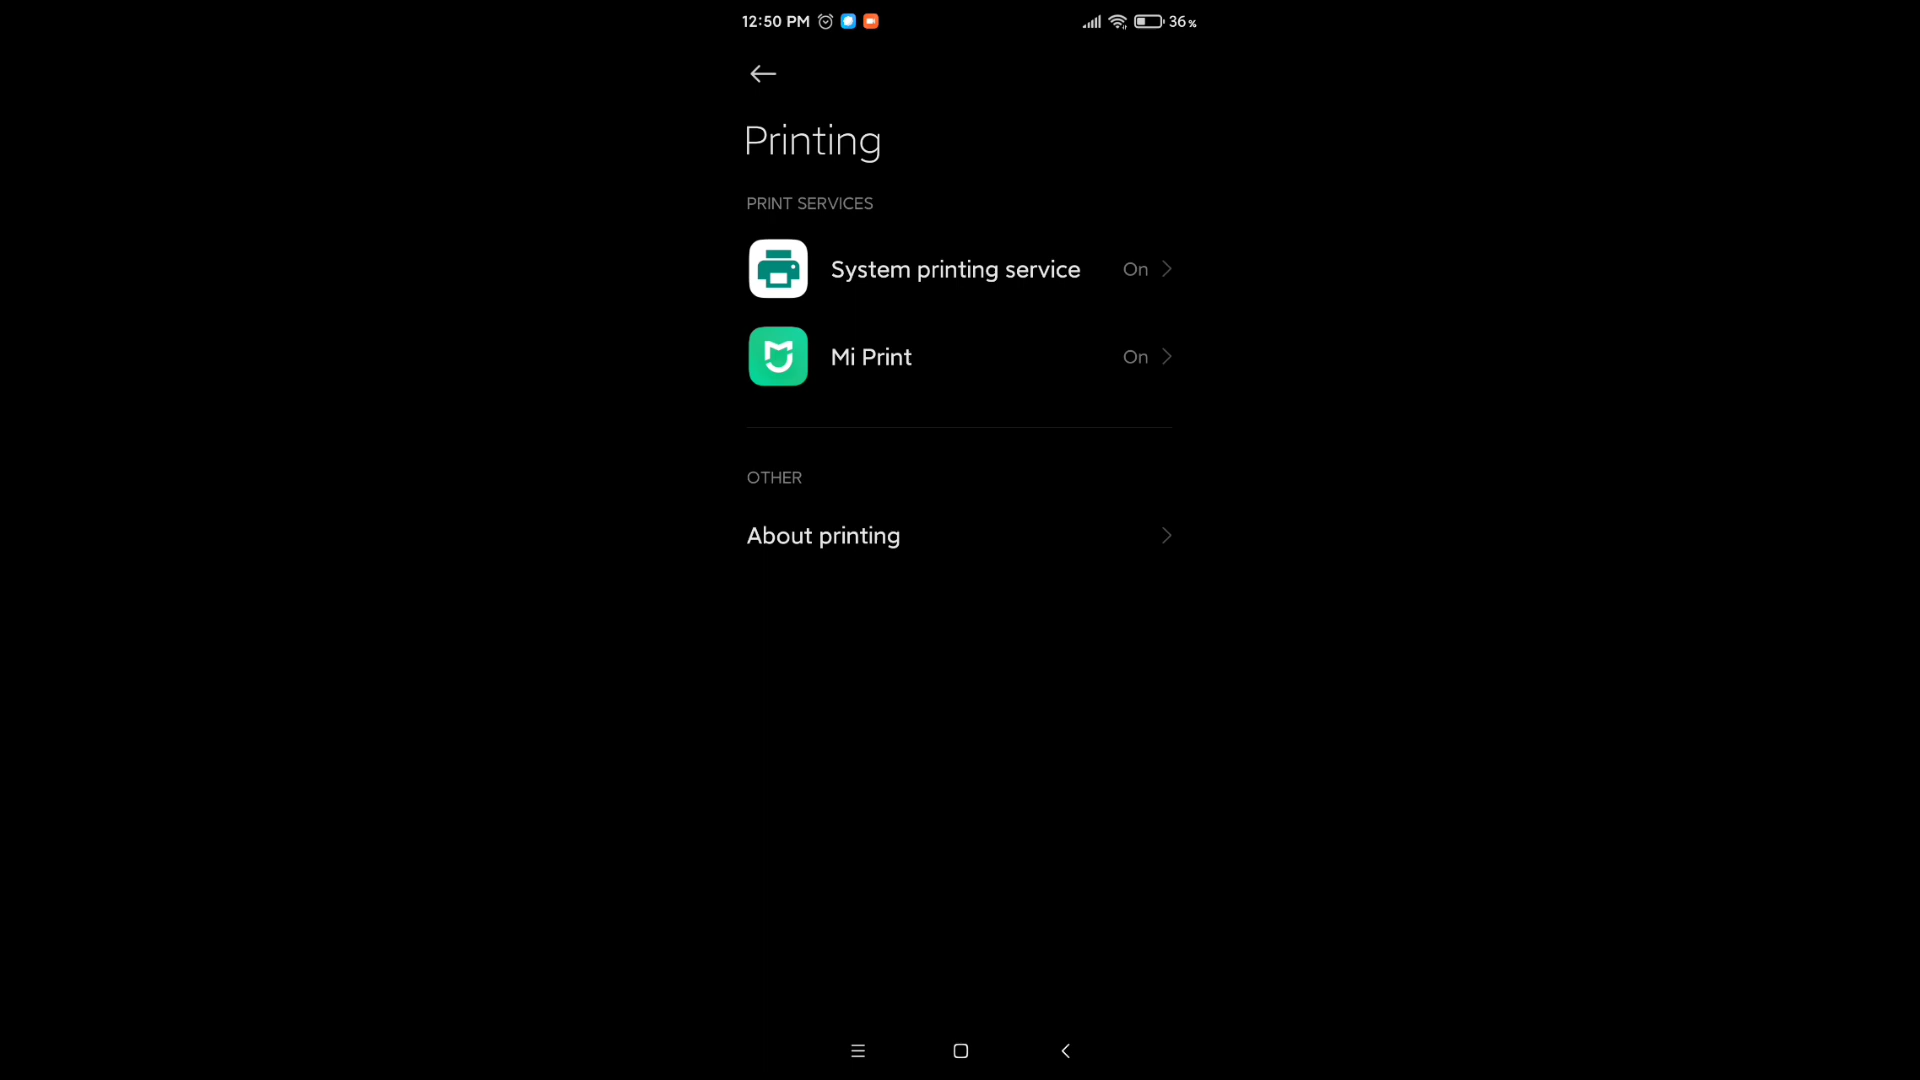 12:50 PM 36%
Printing
PRINT SERVICES
System printing service On
Mi Print On
OTHER
About printing